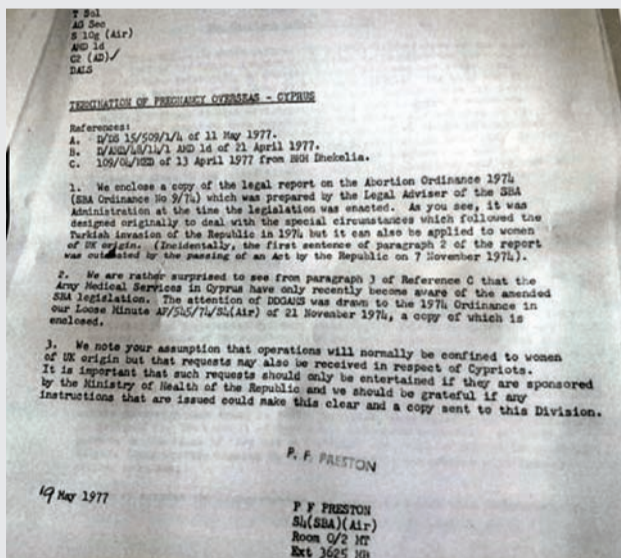 T Sol
AG Sec
S 10g (Air)
AMD 1d
G2 (AD)/
DALS
TERMINATION OF PREGNANCY OVERSEAS - CYPRUS
References:
A. D/DS 15/509/1/4 of 11 May 1977.
B. D/AMD/48/14/1 AMD 1d of 21 April 1977.
C. 109/04/MED of 13 April 1977 from BMH Dhekelia.
1. We enclose a copy of the legal report on the Abortion Ordinance 1974
(SBA Ordinance No 9/74) which was prepared by the Legal Adviser of the SBA
Administration at the time the legislation was enacted. As you see, it was
designed originally to deal with the special circumstances which followed the
Turkish invasion of the Republic in 1974 but it can also be applied to women
of UK origin. (Incidentally, the first sentence of paragraph 2 of the report
was outdated by the passing of an Act by the Republic on 7 November 1974).
2. We are rather surprised to see from paragraph 3 of Reference C that the
Army Medical Services in Cyprus have only recently become aware of the amended
SBA legislation. The attention of DDGAMS was drawn to the 1974 Ordinance in
our Loose Minute AF/545/74/S4(Air) of 21 November 1974, a copy of which is
enclosed.
3. We note your assumption that operations will normally be confined to women
of UK origin but that requests may also be received in respect of Cypriots.
It is important that such requests should only be entertained if they are sponsored
by the Ministry of Health of the Republic and we should be grateful if any
instructions that are issued could make this clear and a copy sent to this Division.
P. F. PRESTON
19 May 1977
P F PRESTON
S4(SBA)(Air)
Room 0/2 MT
Ext 3625 MB